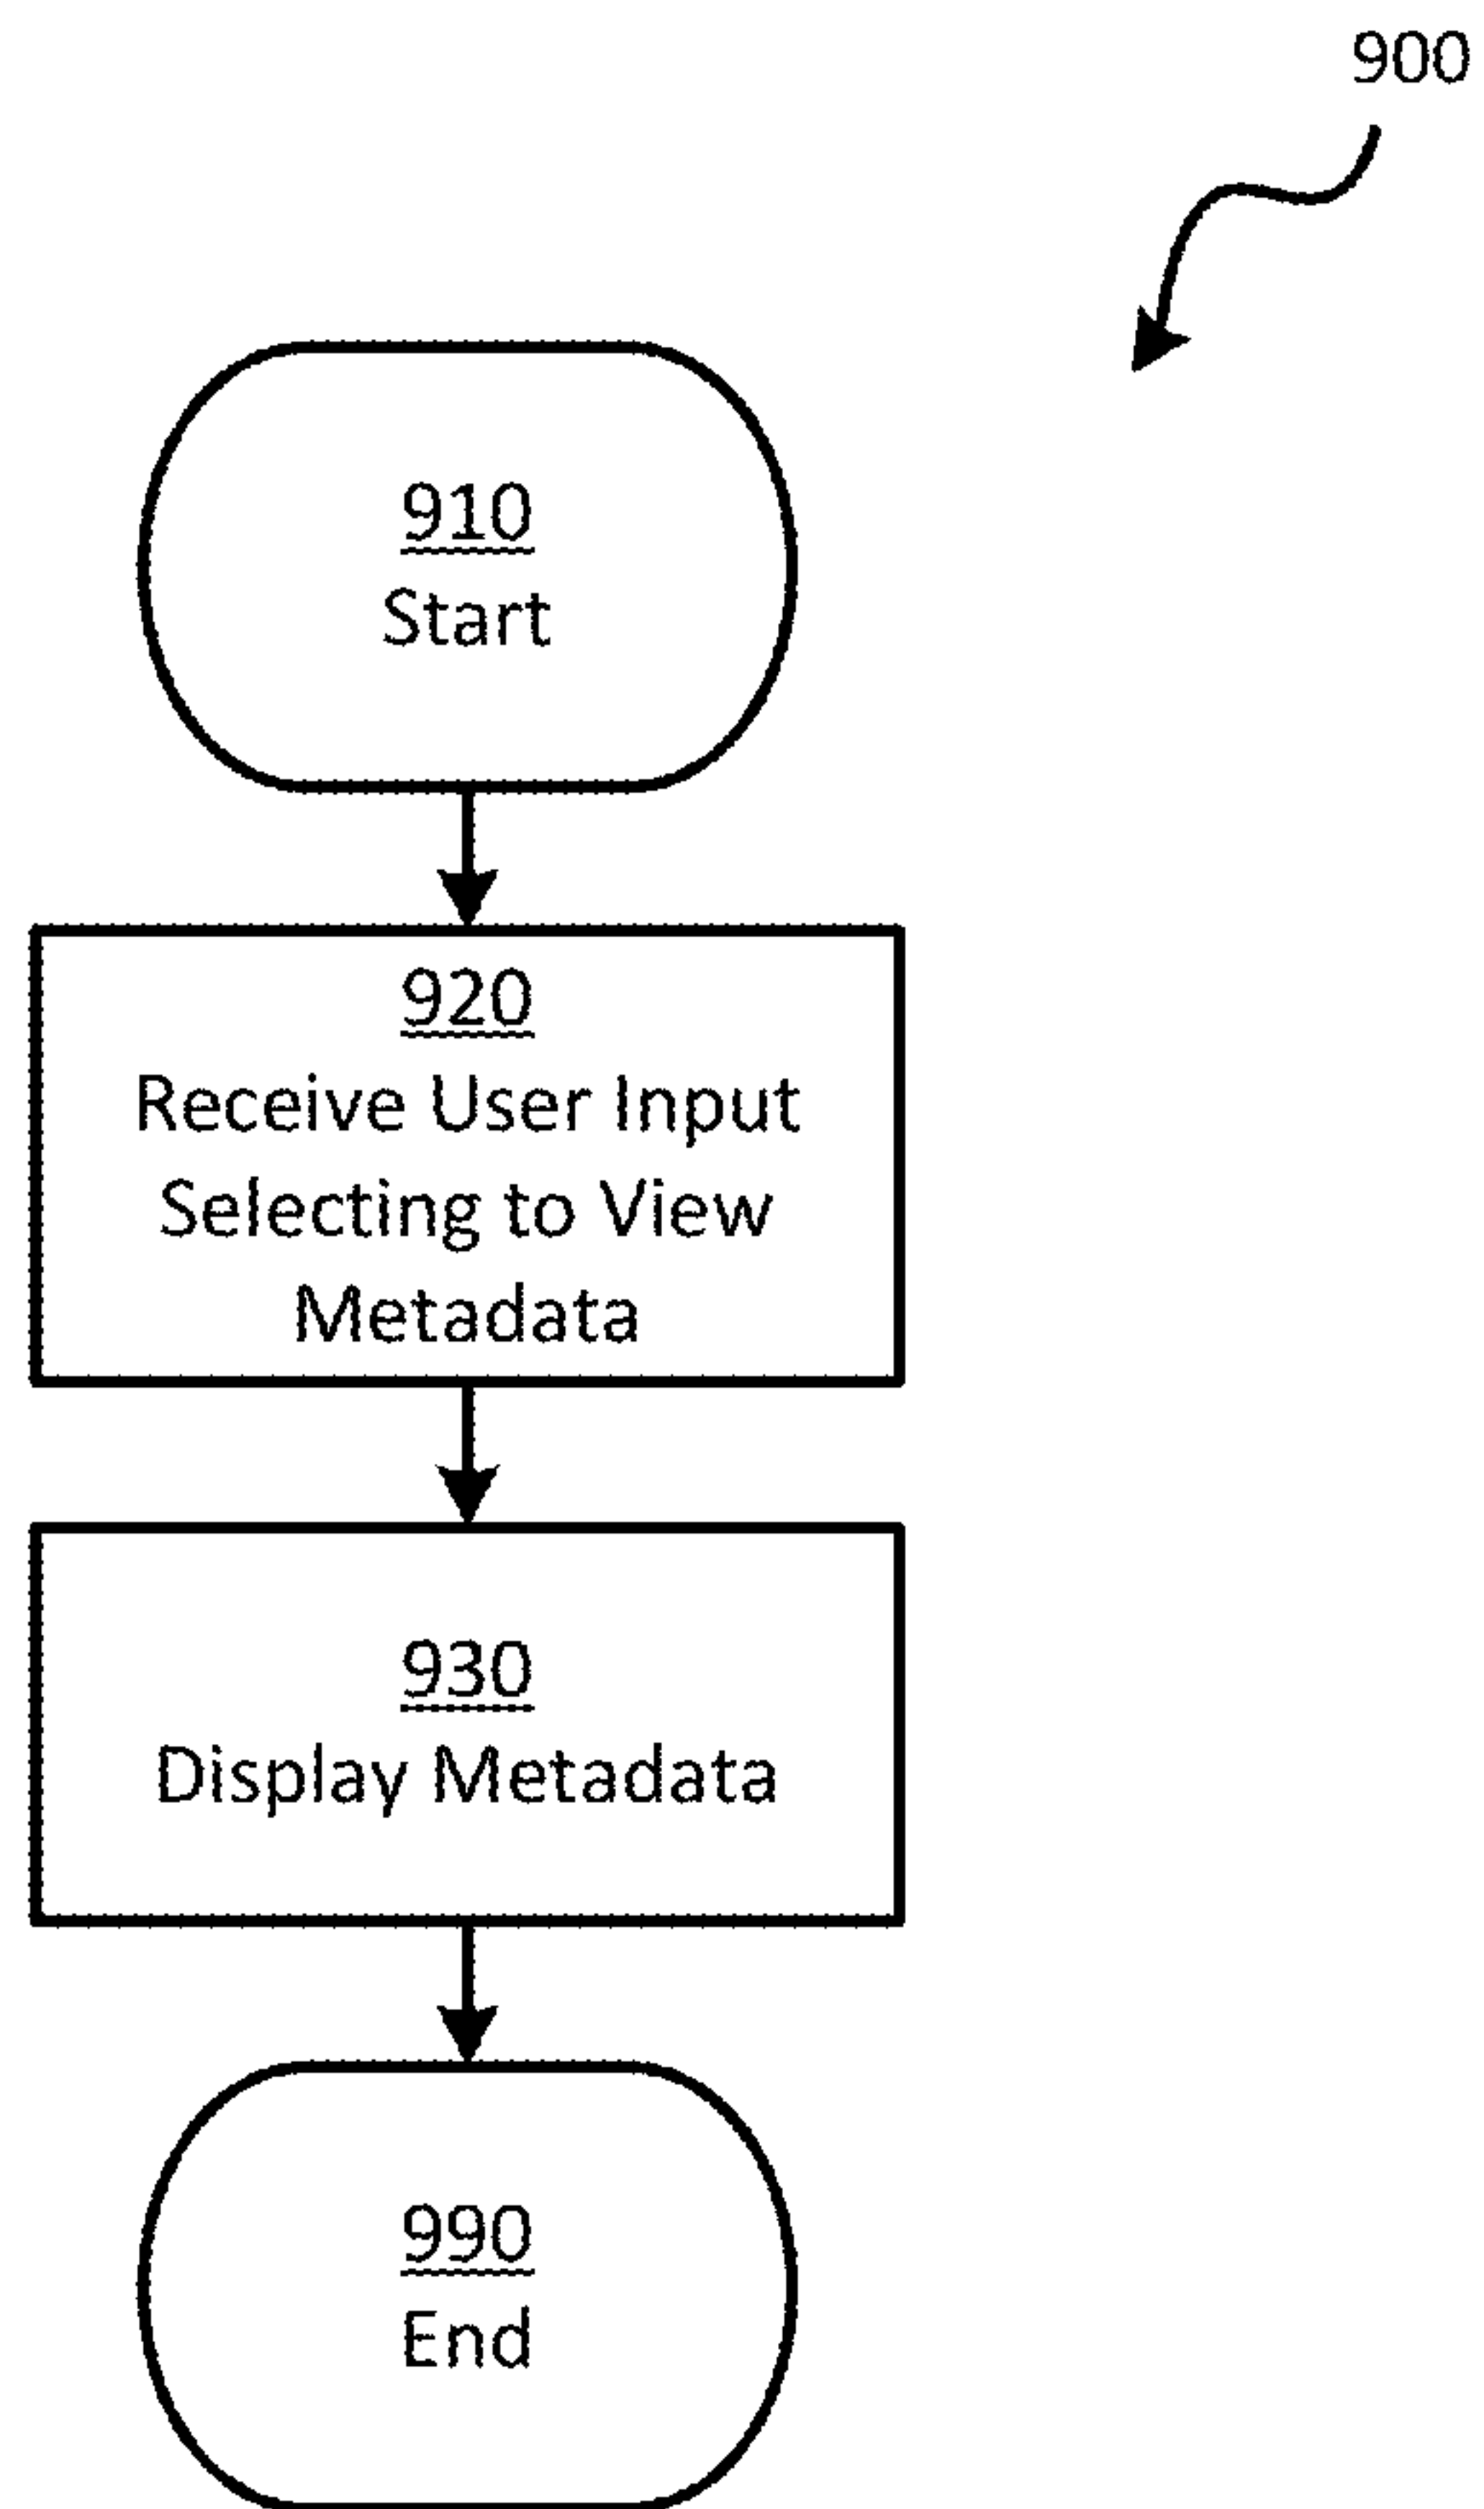 900
910
Start
920
Receive User Input
Selecting to View
Metadata
930
Display Metadata
990
End